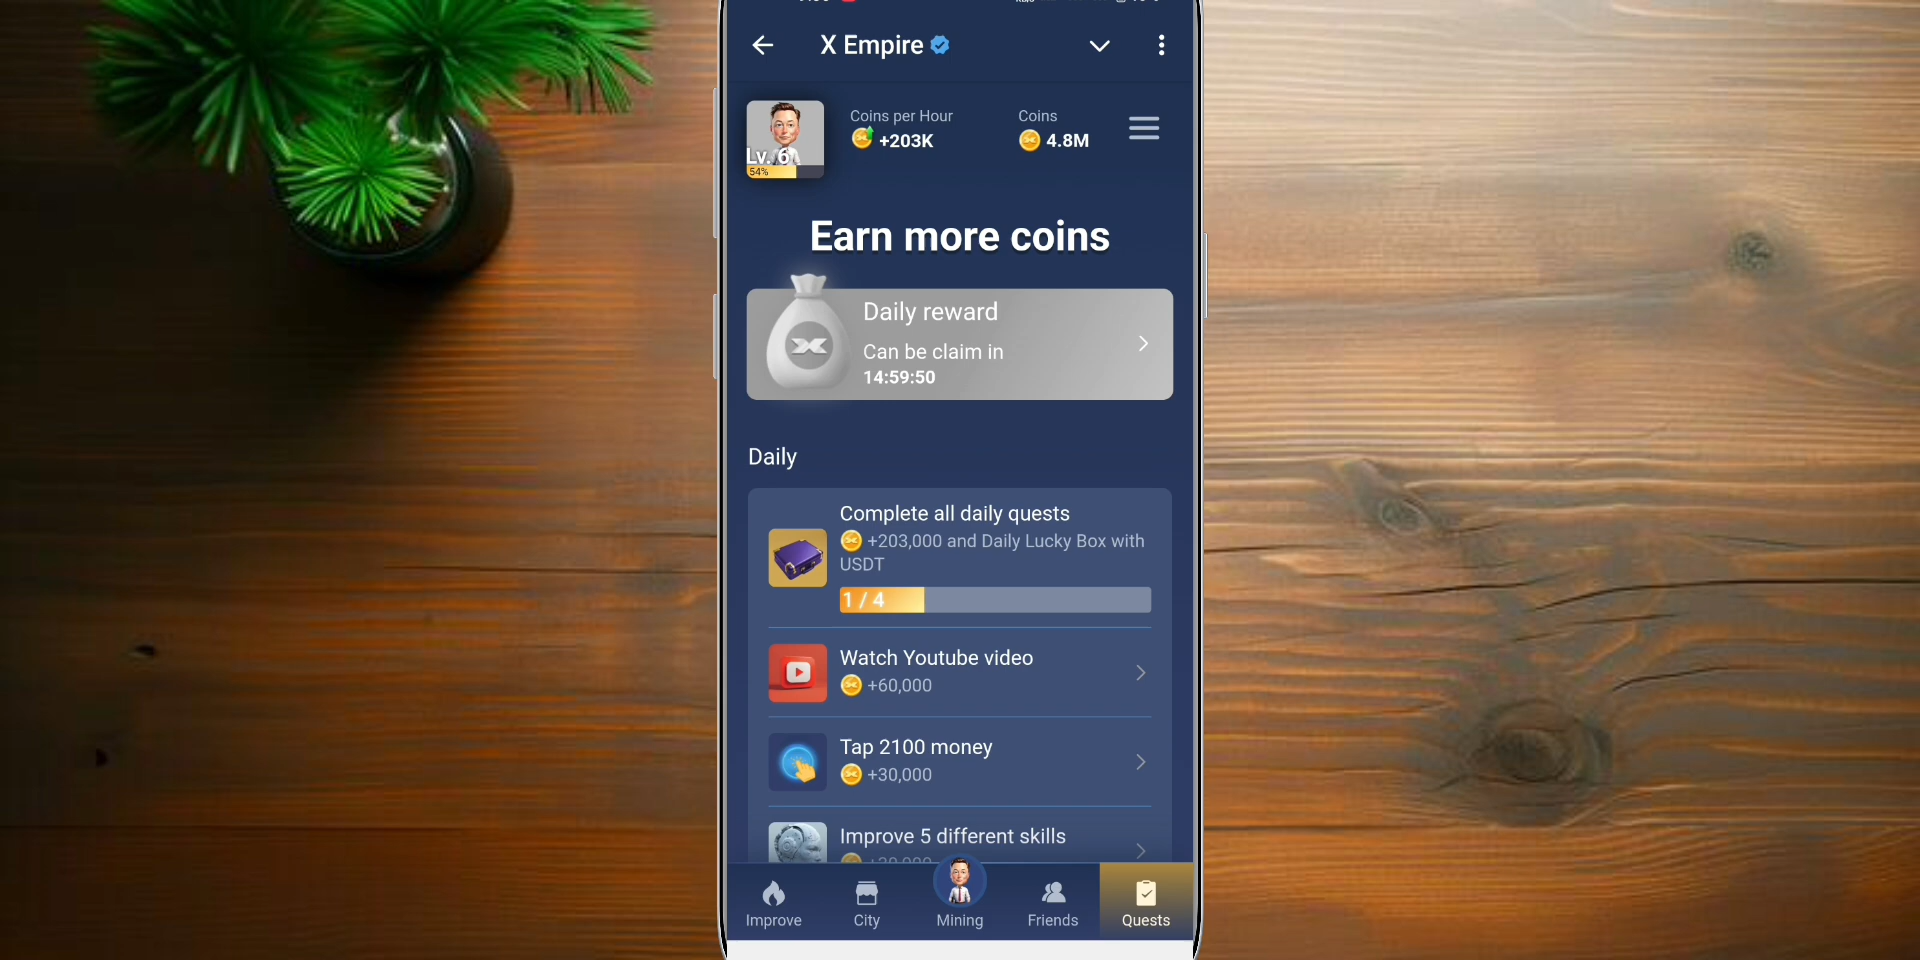 X Empire
Coins per Hour
+203K
Coins
4.8M
Lv. 6
54%
Earn more coins
Daily reward
Can be claim in
14:59:50
Daily
Complete all daily quests
+203,000 and Daily Lucky Box with
USDT
1 / 4
Watch Youtube video
+60,000
Tap 2100 money
+30,000
Improve 5 different skills
Improve
City
Mining
Friends
Quests